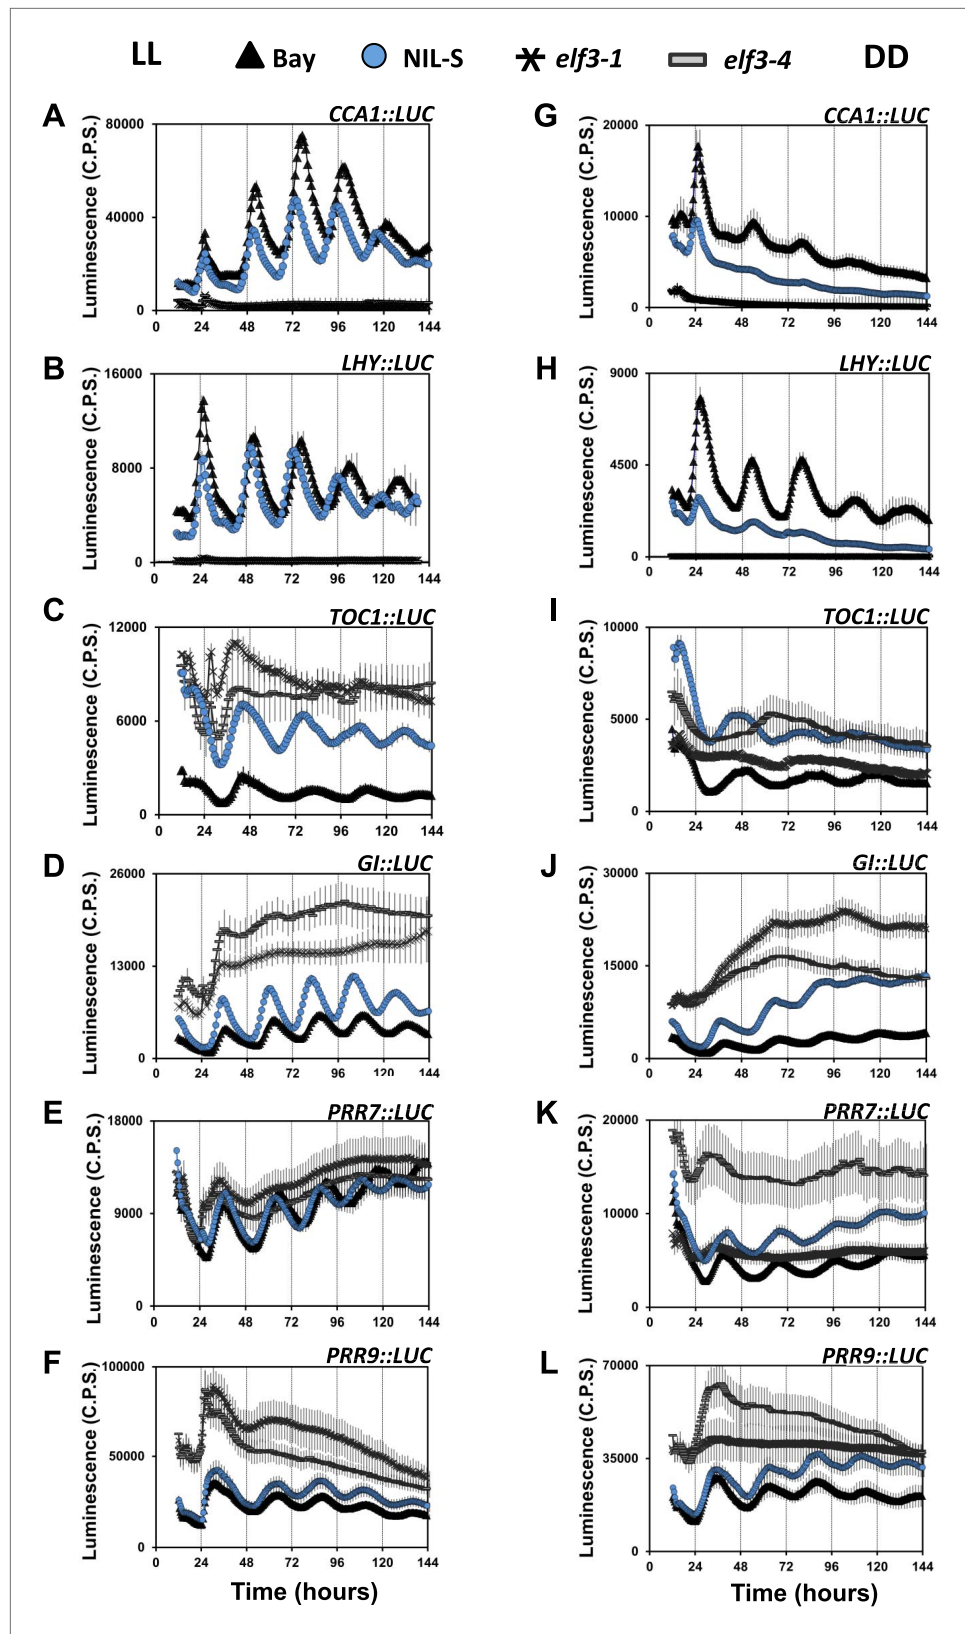 LL Bay NIL-S elf3-1 elf3-4 DD
A CCA1::LUC
Luminescence (C.P.S.)
80000
40000
0
0 24 48 72 96 120 144
G CCA1::LUC
Luminescence (C.P.S.)
20000
10000
0
0 24 48 72 96 120 144
B LHY::LUC
Luminescence (C.P.S.)
16000
8000
0
0 24 48 72 96 120 144
H LHY::LUC
Luminescence (C.P.S.)
9000
4500
0
0 24 48 72 96 120 144
C TOC1::LUC
Luminescence (C.P.S.)
12000
6000
0
0 24 48 72 96 120 144
I TOC1::LUC
Luminescence (C.P.S.)
10000
5000
0
0 24 48 72 96 120 144
D GI::LUC
Luminescence (C.P.S.)
26000
13000
0
0 24 48 72 96 120 144
J GI::LUC
Luminescence (C.P.S.)
30000
15000
0
0 24 48 72 96 120 144
E PRR7::LUC
Luminescence (C.P.S.)
18000
9000
0
0 24 48 72 96 120 144
K PRR7::LUC
Luminescence (C.P.S.)
20000
10000
0
0 24 48 72 96 120 144
F PRR9::LUC
Luminescence (C.P.S.)
100000
50000
0
0 24 48 72 96 120 144
Time (hours)
L PRR9::LUC
Luminescence (C.P.S.)
70000
35000
0
0 24 48 72 96 120 144
Time (hours)